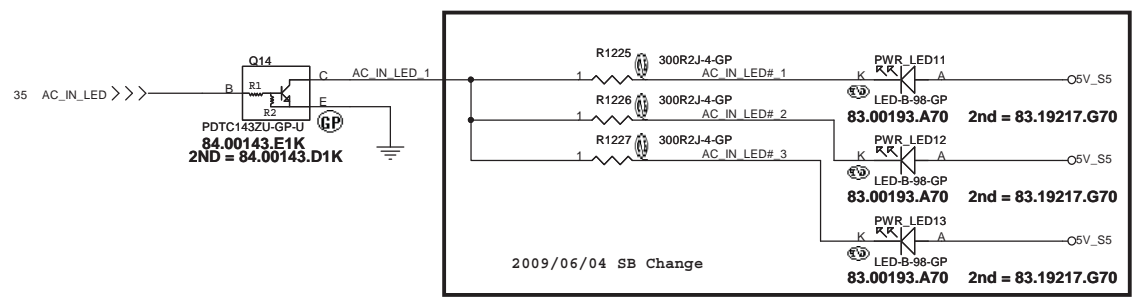 35 AC_IN_LED
Q14
B
R1
R2
C
E
GP
PDTC143ZU-GP-U
84.00143.E1K
2ND = 84.00143.D1K
AC_IN_LED_1
R1225
300R2J-4-GP
1
AC_IN_LED#_1
R1226
300R2J-4-GP
1
AC_IN_LED#_2
R1227
300R2J-4-GP
1
AC_IN_LED#_3
PWR_LED11
K
A
5V_S5
LED-B-98-GP
83.00193.A70 2nd = 83.19217.G70
PWR_LED12
K
A
5V_S5
LED-B-98-GP
83.00193.A70 2nd = 83.19217.G70
PWR_LED13
K
A
5V_S5
LED-B-98-GP
83.00193.A70 2nd = 83.19217.G70
2009/06/04 SB Change